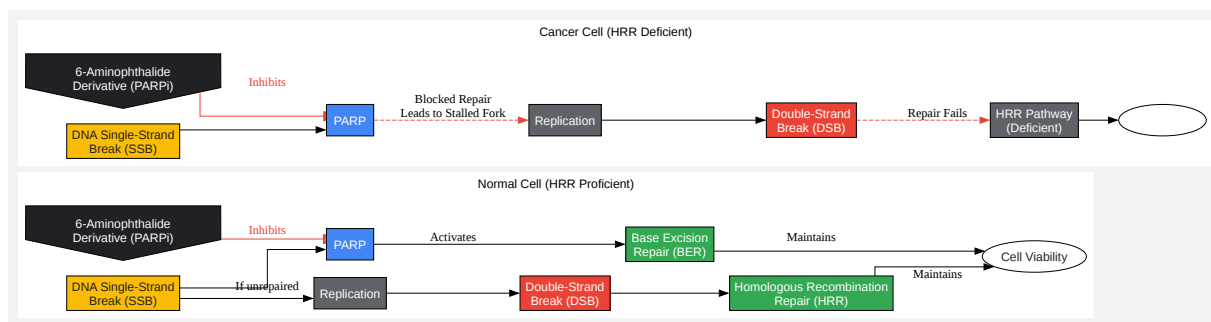 Cancer Cell (HRR Deficient)
6-Aminophthalide
Derivative (PARPi)
Inhibits
DNA Single-Strand
Break (SSB)
PARP
Blocked Repair
Leads to Stalled Fork
Replication
Double-Strand
Break (DSB)
Repair Fails
HRR Pathway
(Deficient)
Normal Cell (HRR Proficient)
6-Aminophthalide
Derivative (PARPi)
Inhibits
PARP
Activates
Base Excision
Repair (BER)
Maintains
Cell Viability
DNA Single-Strand
Break (SSB)
If unrepaired
Replication
Double-Strand
Break (DSB)
Homologous Recombination
Repair (HRR)
Maintains